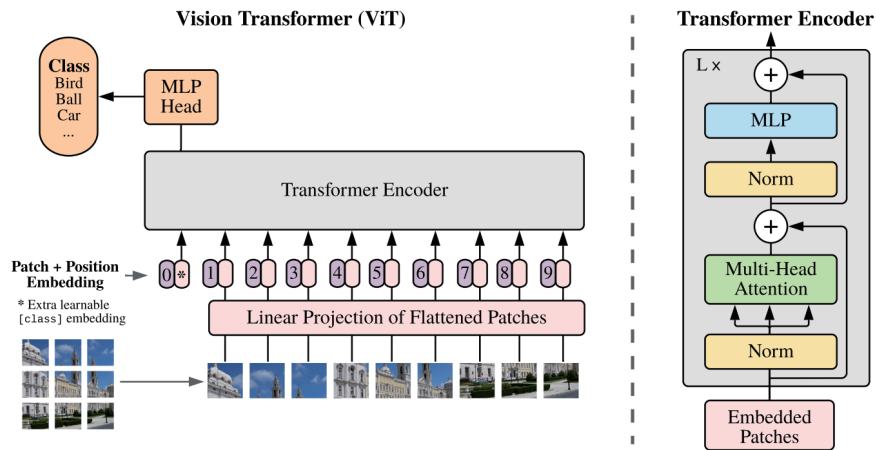 Vision Transformer (ViT)
Class
Bird
Ball
Car
...
MLP
Head
Transformer Encoder
Patch + Position
Embedding
0 * 1 2 3 4 5 6 7 8 9
* Extra learnable
[class] embedding
Linear Projection of Flattened Patches
Transformer Encoder
L x
+
MLP
Norm
+
Multi-Head
Attention
Norm
Embedded
Patches